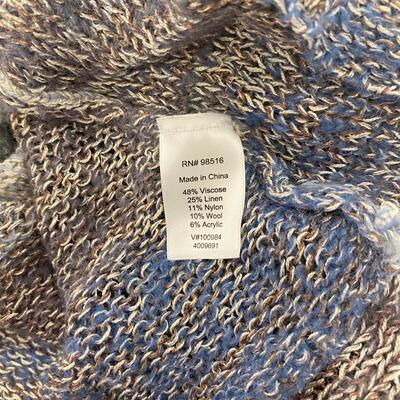 RN# 98516
Made in China
48% Viscose
25% Linen
11% Nylon
10% Wool
6% Acrylic
V#100984
4009691